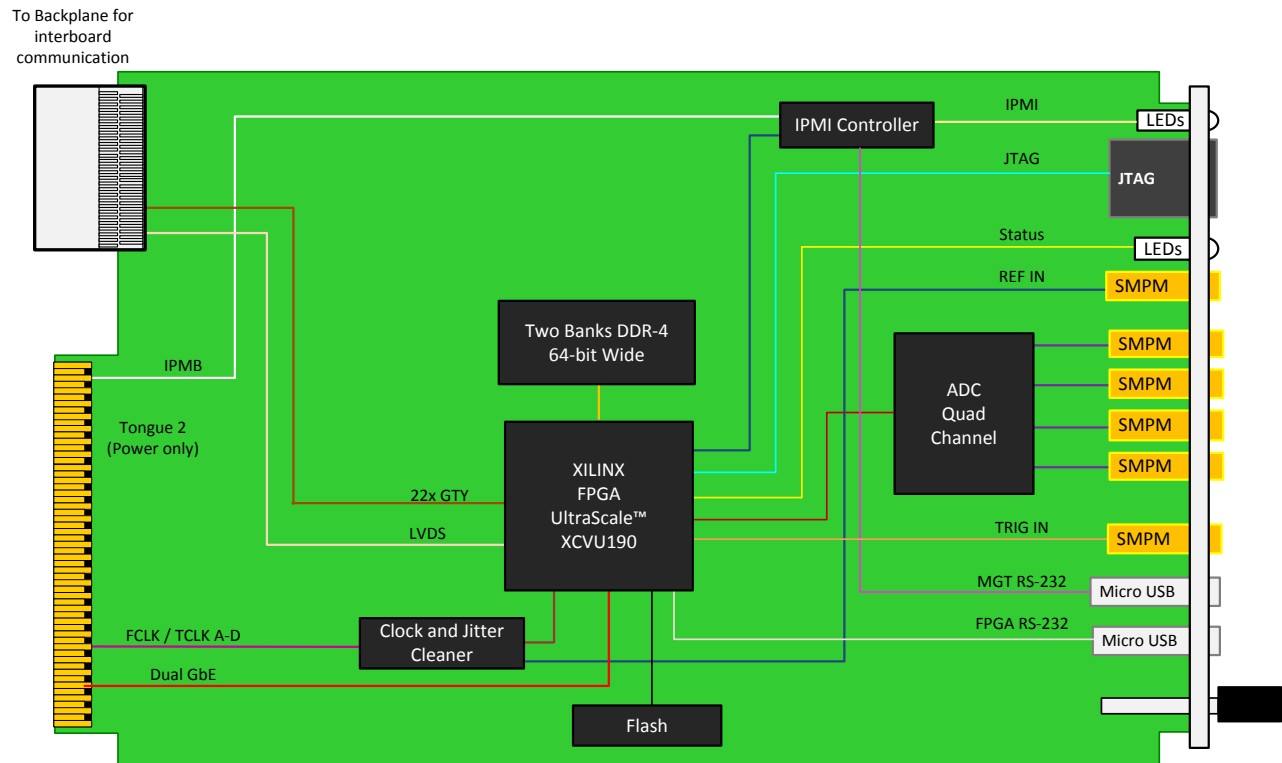 To Backplane for
interboard
communication
IPMI Controller
IPMI
LEDs
JTAG
JTAG
Status
LEDs
REF IN
SMPM
Two Banks DDR-4
64-bit Wide
SMPM
IPMB
SMPM
ADC
Quad
Channel
Tongue 2
(Power only)
SMPM
SMPM
XILINX
FPGA
UltraScale™
XCVU190
22x GTY
LVDS
TRIG IN
SMPM
MGT RS-232
Micro USB
FPGA RS-232
Micro USB
FCLK / TCLK A-D
Clock and Jitter
Cleaner
Dual GbE
Flash